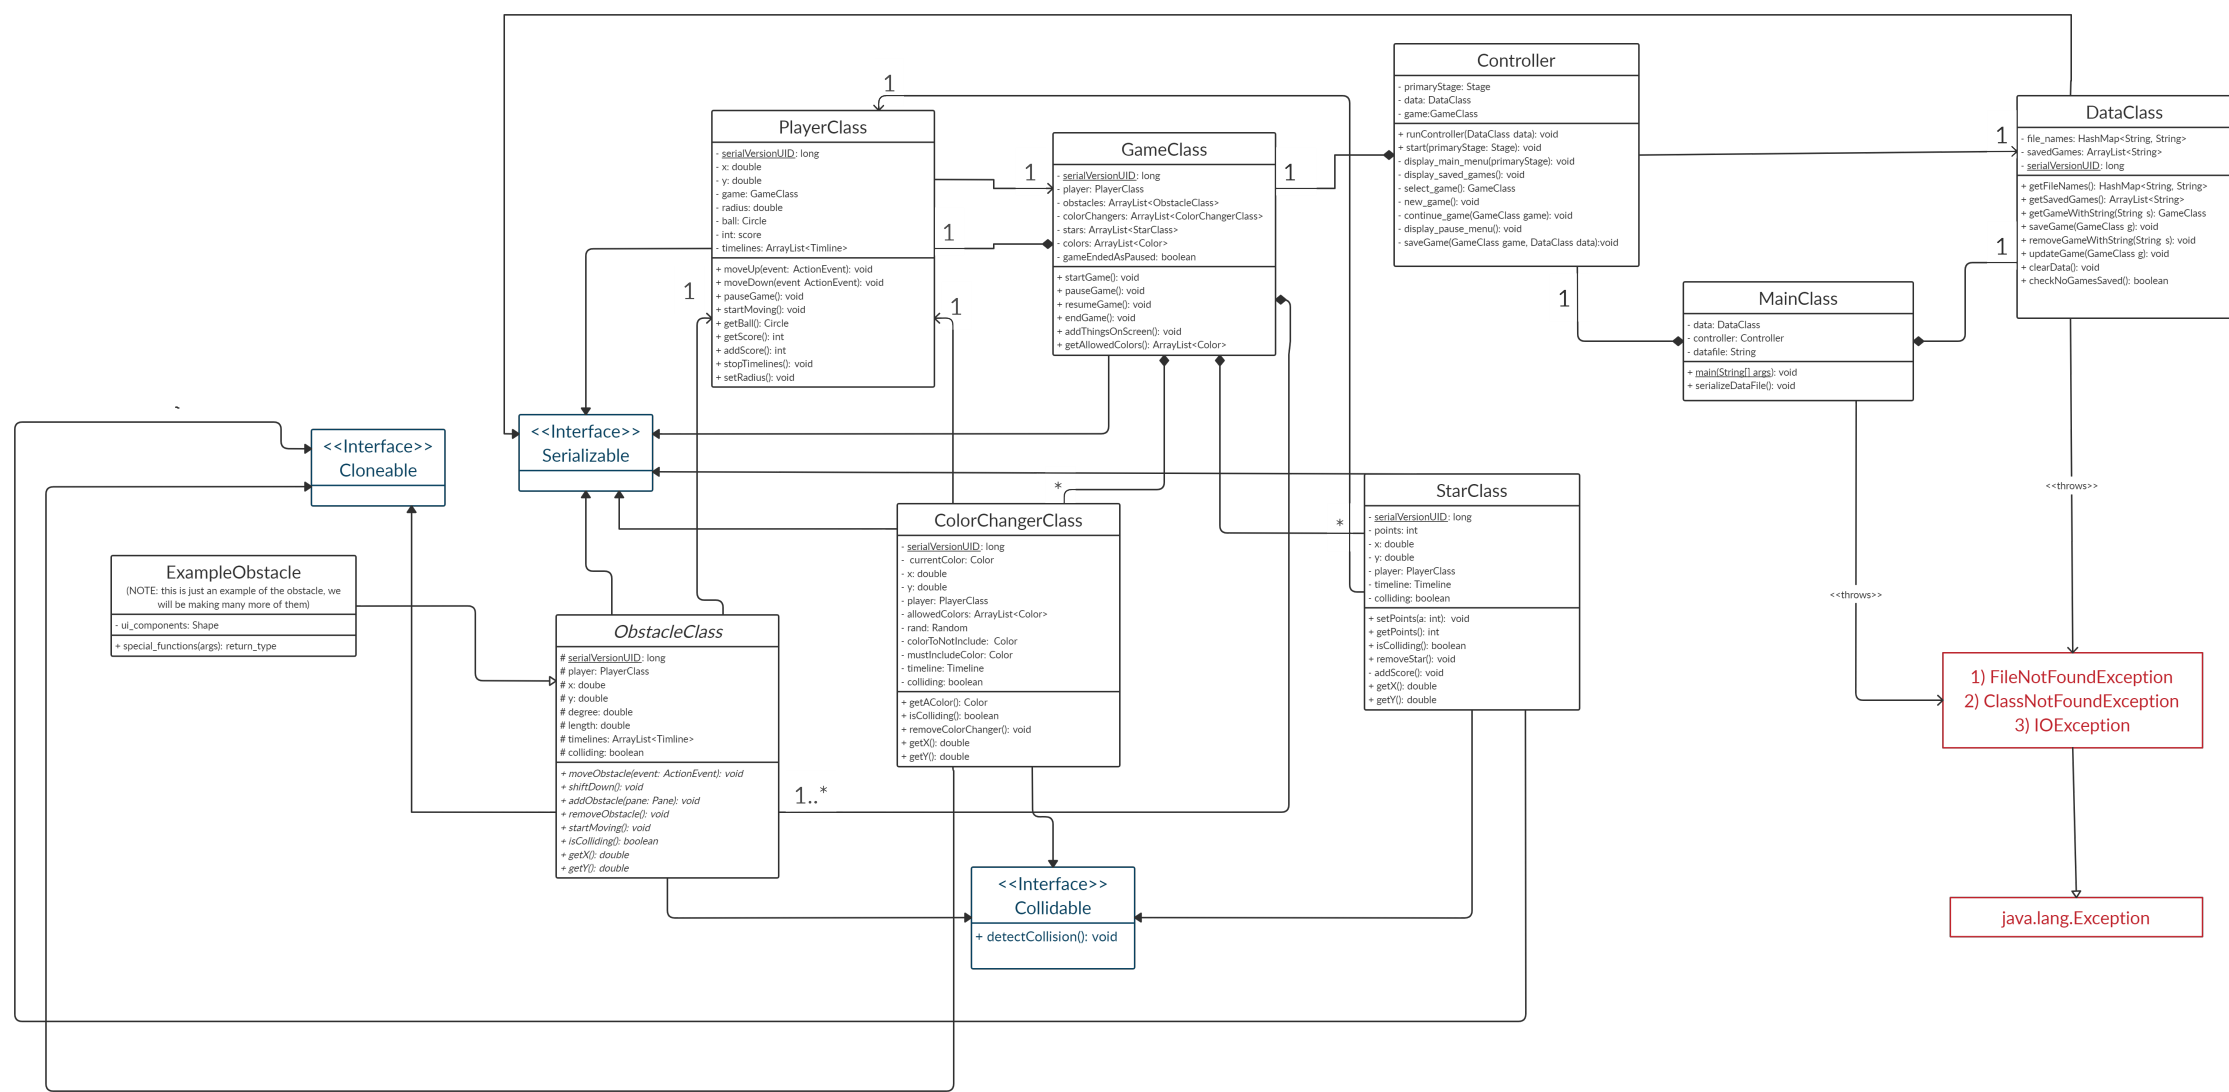 Controller
- primaryStage: Stage
- data: DataClass
- game:GameClass
+ runController(DataClass data): void
+ start(primaryStage: Stage): void
- display_main_menu(primaryStage): void
- display_saved_games(): void
- select_game(): GameClass
- new_game(): void
- continue_game(GameClass game): void
- display_pause_menu(): void
- saveGame(GameClass game, DataClass data):void
1
PlayerClass
- serialVersionUID: long
- x: double
- y: double
- game: GameClass
- radius: double
- ball: Circle
- int: score
- timelines: ArrayList<Timline>
+ moveUp(event: ActionEvent): void
+ moveDown(event ActionEvent): void
+ pauseGame(): void
+ startMoving(): void
+ getBall(): Circle
+ getScore(): int
+ addScore(): int
+ stopTimelines(): void
+ setRadius(): void
1
1
1
1
GameClass
- serialVersionUID: long
- player: PlayerClass
- obstacles: ArrayList<ObstacleClass>
- colorChangers: ArrayList<ColorChangerClass>
- stars: ArrayList<StarClass>
- colors: ArrayList<Color>
- gameEndedAsPaused: boolean
+ startGame(): void
+ pauseGame(): void
+ resumeGame(): void
+ endGame(): void
+ addThingsOnScreen(): void
+ getAllowedColors(): ArrayList<Color>
1
1
1
1
DataClass
- file_names: HashMap<String, String>
- savedGames: ArrayList<String>
- serialVersionUID: long
+ getFileNames(): HashMap<String, String>
+ getSavedGames(): ArrayList<String>
+ getGameWithString(String s): GameClass
+ saveGame(GameClass g): void
+ removeGameWithString(String s): void
+ updateGame(GameClass g): void
+ clearData(): void
+ checkNoGamesSaved(): boolean
MainClass
- data: DataClass
- controller: Controller
- datafile: String
+ main(String[] args): void
+ serializeDataFile(): void
<<Interface>>
Cloneable
<<Interface>>
Serializable
*
*
<<throws>>
<<throws>>
ExampleObstacle
(NOTE: this is just an example of the obstacle, we
will be making many more of them)
- ui_components: Shape
+ special_functions(args): return_type
ObstacleClass
# serialVersionUID: long
# player: PlayerClass
# x: doube
# y: double
# degree: double
# length: double
# timelines: ArrayList<Timline>
# colliding: boolean
+ moveObstacle(event: ActionEvent): void
+ shiftDown(): void
+ addObstacle(pane: Pane): void
+ removeObstacle(): void
+ startMoving(): void
+ isColliding(): boolean
+ getX(): double
+ getY(): double
1..*
ColorChangerClass
- serialVersionUID: long
- currentColor: Color
- x: double
- y: double
- player: PlayerClass
- allowedColors: ArrayList<Color>
- rand: Random
- colorToNotInclude: Color
- mustIncludeColor: Color
- timeline: Timeline
- colliding: boolean
+ getAColor(): Color
+ isColliding(): boolean
+ removeColorChanger(): void
+ getX(): double
+ getY(): double
StarClass
- serialVersionUID: long
- points: int
- x: double
- y: double
- player: PlayerClass
- timeline: Timeline
- colliding: boolean
+ setPoints(a: int): void
+ getPoints(): int
+ isColliding(): boolean
+ removeStar(): void
- addScore(): void
+ getX(): double
+ getY(): double
1) FileNotFoundException
2) ClassNotFoundException
3) IOException
<<Interface>>
Collidable
+ detectCollision(): void
java.lang.Exception